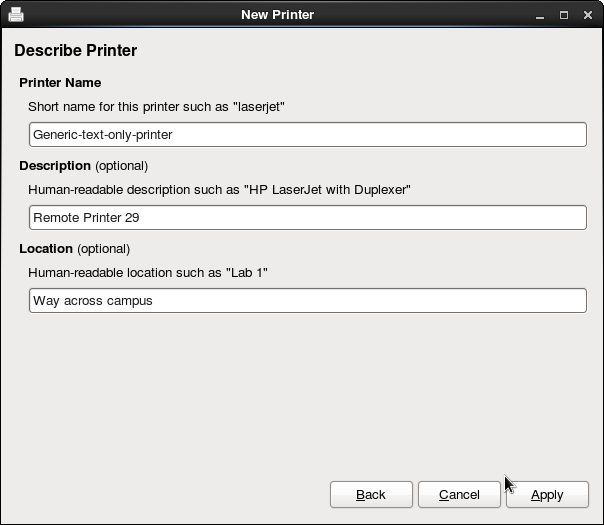 New Printer
Describe Printer
Printer Name
Short name for this printer such as "laserjet"
Generic-text-only-printer
Description (optional)
Human-readable description such as "HP LaserJet with Duplexer"
Remote Printer 29
Location (optional)
Human-readable location such as "Lab 1"
Way across campus
Back Cancel Apply